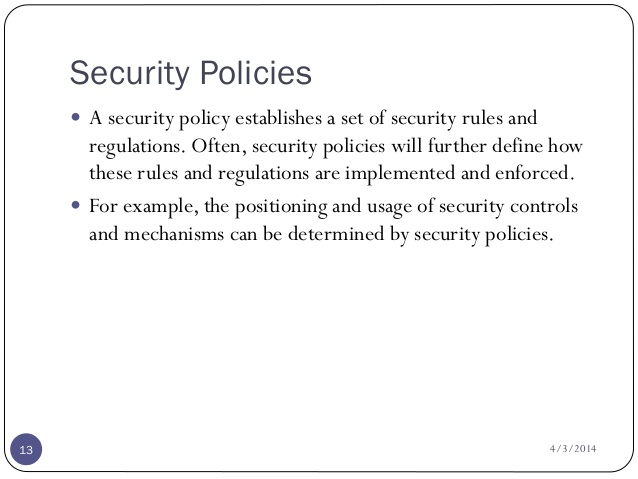 Security Policies
• A security policy establishes a set of security rules and
regulations. Often, security policies will further define how
these rules and regulations are implemented and enforced.
• For example, the positioning and usage of security controls
and mechanisms can be determined by security policies.
13
4/3/2014